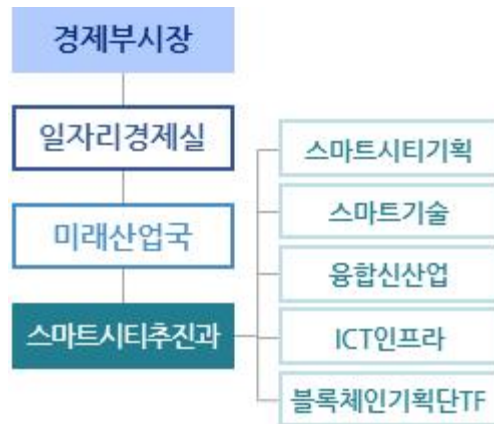 경제부시장
일자리경제실
미래산업국
스마트시티추진과
스마트시티기획
스마트기술
융합신산업
ICT인프라
블록체인기획단TF